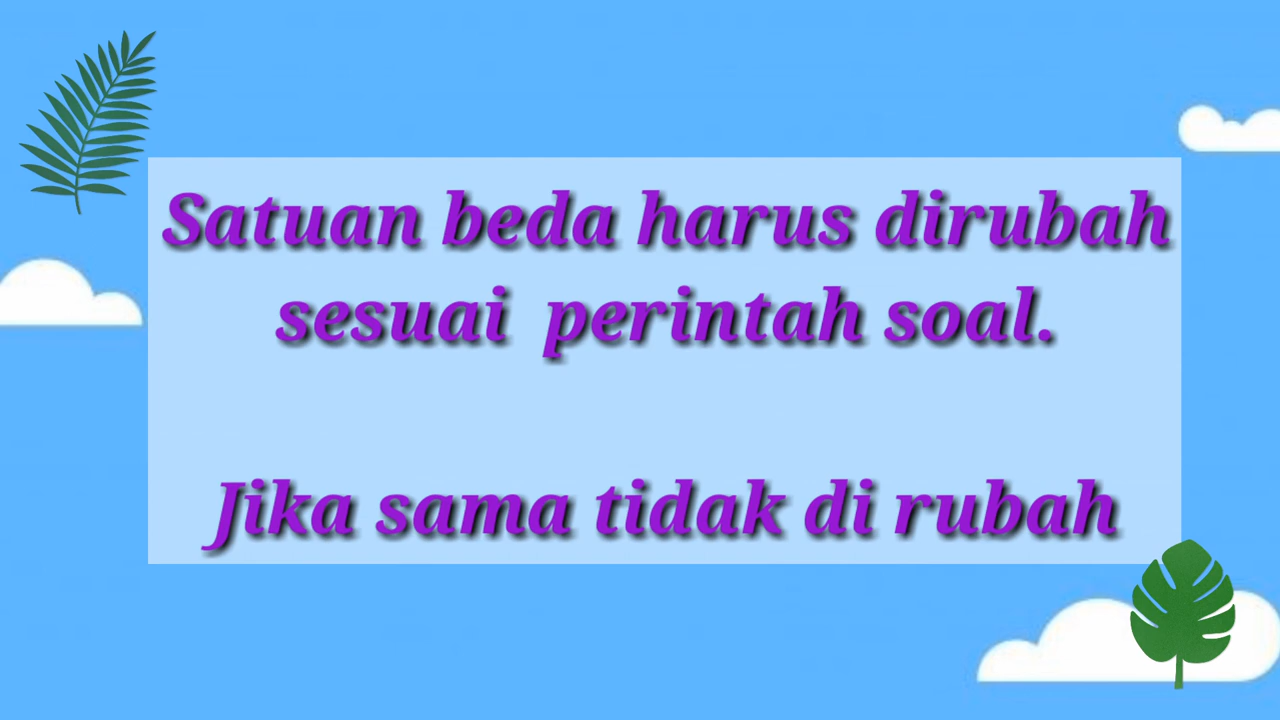 Satuan beda harus dirubah
sesuai  perintah soal.
Jika sama tidak di rubah